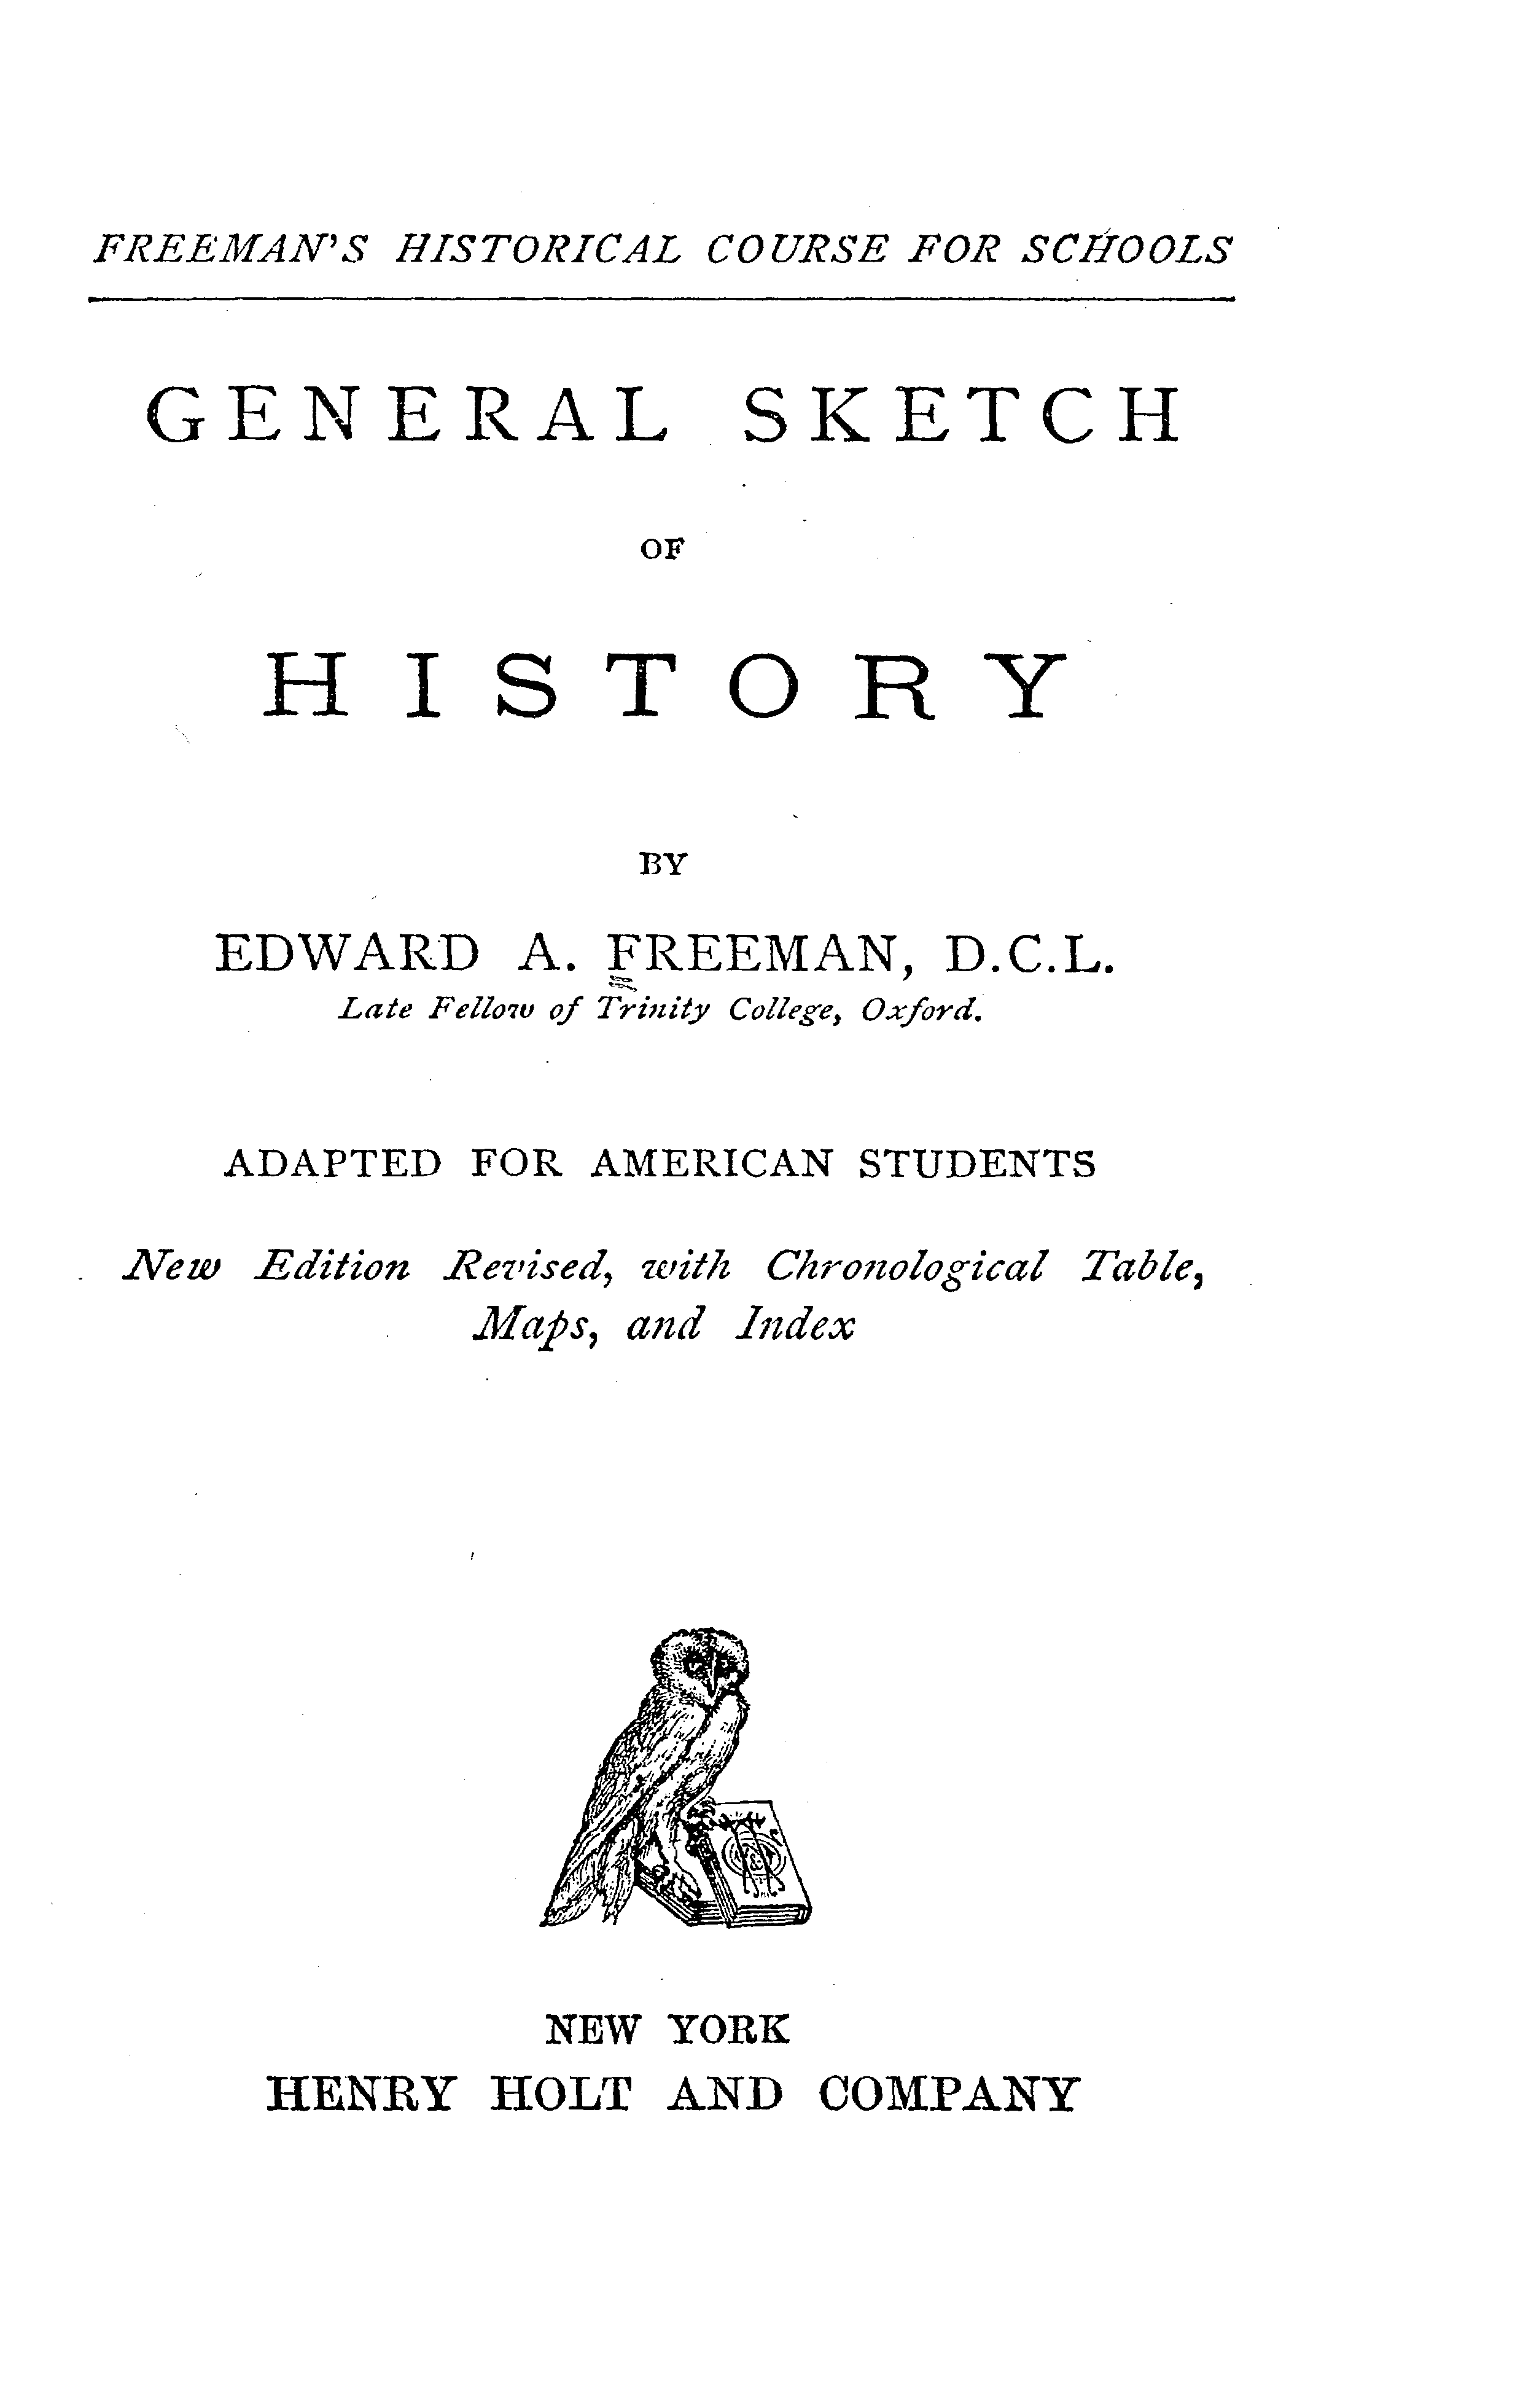 FREEMAN'S HISTORICAL COURSE FOR SCHOOLS
GENERAL SKETCH
OF
HISTORY
BY
EDWARD A. FREEMAN, D.C.L.
Late Fellow of Trinity College, Oxford.
ADAPTED FOR AMERICAN STUDENTS
New Edition Revised, with Chronological Table,
Maps, and Index
NEW YORK
HENRY HOLT AND COMPANY